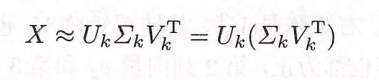 X ≈ U_k Σ_k V_k^T = U_k(Σ_k V_k^T)